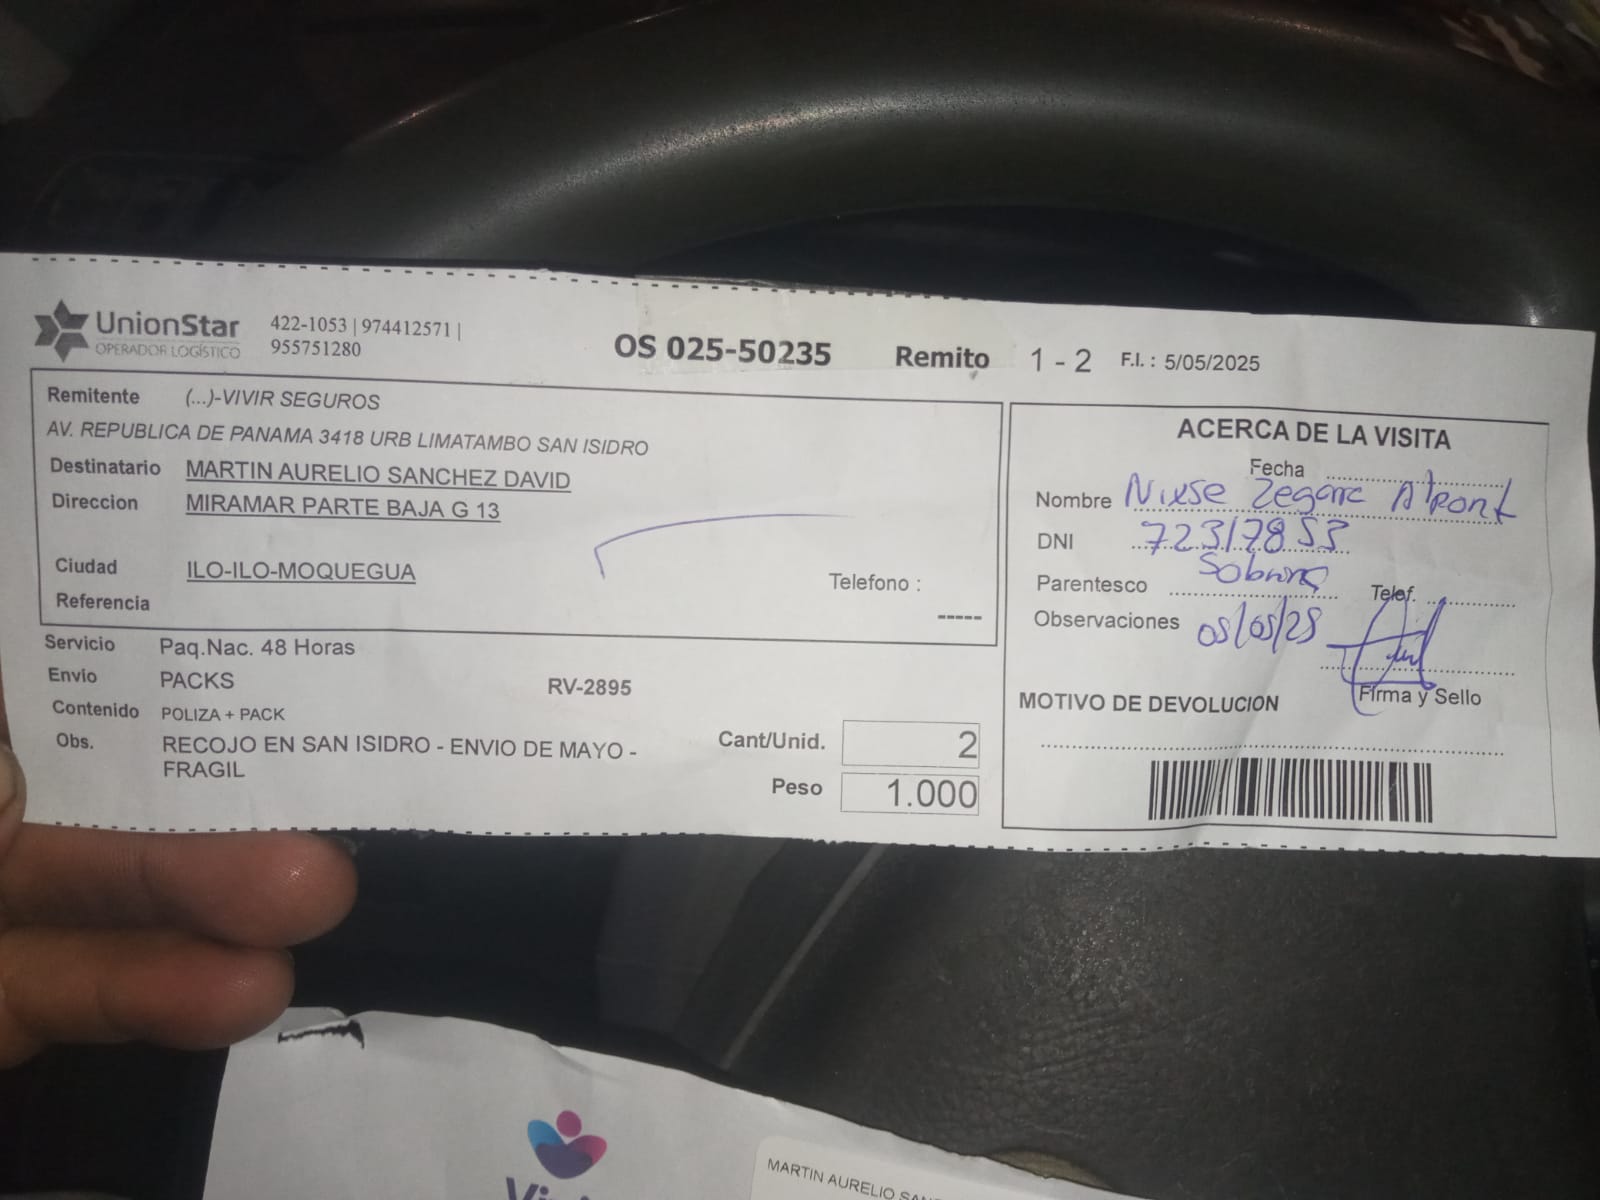 UnionStar
OPERADOR LOGÍSTICO
422-1053 | 974412571 |
955751280
OS 025-50235 Remito 1 - 2 F.I. : 5/05/2025
Remitente (...)-VIVIR SEGUROS
AV. REPUBLICA DE PANAMA 3418 URB LIMATAMBO SAN ISIDRO
Destinatario MARTIN AURELIO SANCHEZ DAVID
Direccion MIRAMAR PARTE BAJA G 13
Ciudad ILO-ILO-MOQUEGUA
Telefono :
Referencia -----
Servicio Paq.Nac. 48 Horas
Envio PACKS RV-2895
Contenido POLIZA + PACK
Obs. RECOJO EN SAN ISIDRO - ENVIO DE MAYO -
FRAGIL
Cant/Unid. 2
Peso 1.000
ACERCA DE LA VISITA
Fecha
Nombre Zegarra
DNI 72317853
Parentesco Sobrina Telef.
Observaciones 05/05/25
Firma y Sello
MOTIVO DE DEVOLUCION
MARTIN AURELIO